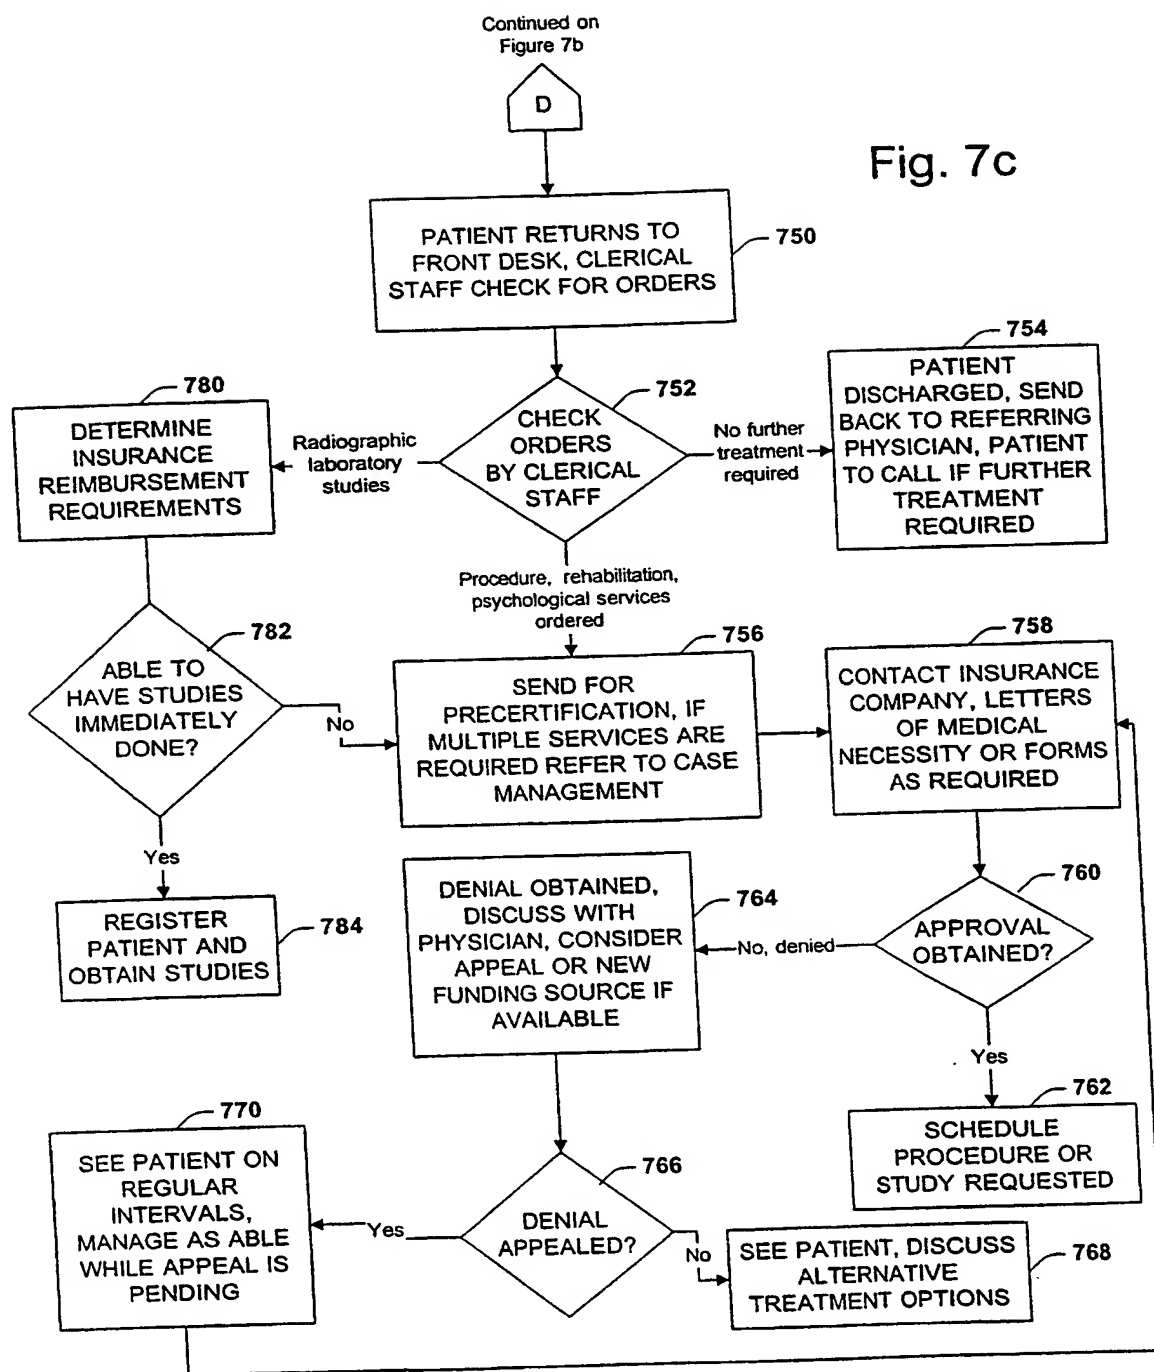 Continued on
Figure 7b
D
Fig. 7c
PATIENT RETURNS TO
FRONT DESK, CLERICAL
STAFF CHECK FOR ORDERS
750
752
CHECK
ORDERS
BY CLERICAL
STAFF
No further
treatment
required
754
PATIENT
DISCHARGED, SEND
BACK TO REFERRING
PHYSICIAN, PATIENT
TO CALL IF FURTHER
TREATMENT
REQUIRED
Radiographic
laboratory
studies
780
DETERMINE
INSURANCE
REIMBURSEMENT
REQUIREMENTS
Procedure, rehabilitation,
psychological services
ordered
782
ABLE TO
HAVE STUDIES
IMMEDIATELY
DONE?
No
756
SEND FOR
PRECERTIFICATION, IF
MULTIPLE SERVICES ARE
REQUIRED REFER TO CASE
MANAGEMENT
758
CONTACT INSURANCE
COMPANY, LETTERS
OF MEDICAL
NECESSITY OR FORMS
AS REQUIRED
Yes
REGISTER
PATIENT AND
OBTAIN STUDIES
784
DENIAL OBTAINED,
DISCUSS WITH
PHYSICIAN, CONSIDER
APPEAL OR NEW
FUNDING SOURCE IF
AVAILABLE
764
No, denied
760
APPROVAL
OBTAINED?
Yes
762
SCHEDULE
PROCEDURE OR
STUDY REQUESTED
770
SEE PATIENT ON
REGULAR
INTERVALS,
MANAGE AS ABLE
WHILE APPEAL IS
PENDING
Yes
766
DENIAL
APPEALED?
No
SEE PATIENT, DISCUSS
ALTERNATIVE
TREATMENT OPTIONS
768